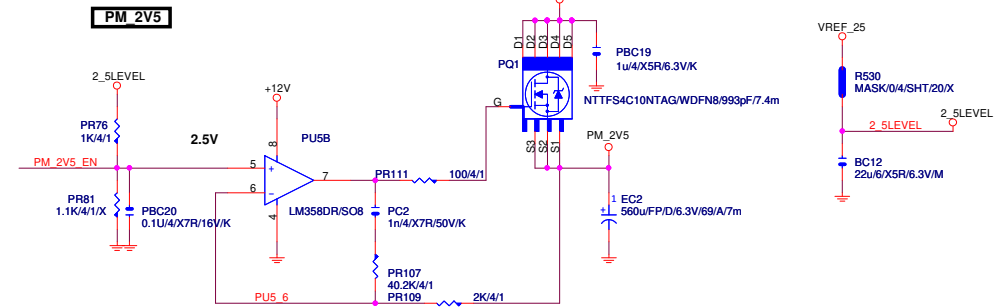 PM_2V5
2_5LEVEL
PR76
1K/4/1
PM_2V5_EN
PR81
1.1K/4/1/X
PBC20
0.1U/4/X7R/16V/K
2.5V
+12V
8
PU5B
5
+
6
-
7
4
LM358DR/SO8
PR111
100/4/1
PC2
1n/4/X7R/50V/K
PR107
40.2K/4/1
PR109
2K/4/1
PU5_6
D1
D2
D3
D4
D5
PQ1
G
S3
S2
S1
NTTFS4C10NTAG/WDFN8/993pF/7.4m
PBC19
1u/4/X5R/6.3V/K
PM_2V5
1
+
EC2
560u/FP/D/6.3V/69/A/7m
VREF_25
R530
MASK/0/4/SHT/20/X
2_5LEVEL
2_5LEVEL
BC12
22u/6/X5R/6.3V/M